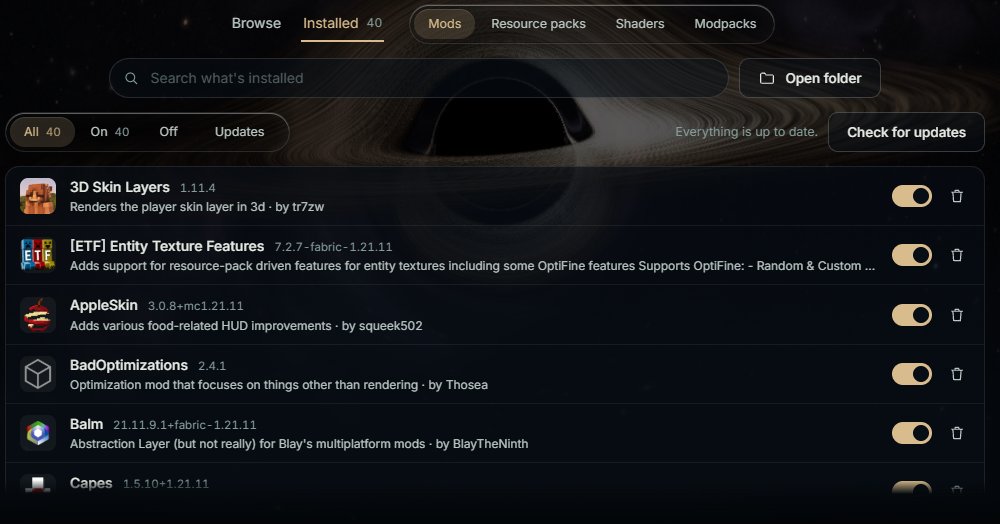 Browse Installed 40 Mods Resource packs Shaders Modpacks
Search what's installed Open folder
All 40 On 40 Off Updates Everything is up to date. Check for updates
3D Skin Layers 1.11.4
Renders the player skin layer in 3d · by tr7zw
[ETF] Entity Texture Features 7.2.7-fabric-1.21.11
ETF
Adds support for resource-pack driven features for entity textures including some OptiFine features Supports OptiFine: - Random & Custom ...
AppleSkin 3.0.8+mc1.21.11
Adds various food-related HUD improvements · by squeek502
BadOptimizations 2.4.1
Optimization mod that focuses on things other than rendering · by Thosea
Balm 21.11.9.1+fabric-1.21.11
Abstraction Layer (but not really) for Blay's multiplatform mods · by BlayTheNinth
Capes 1.5.10+1.21.11